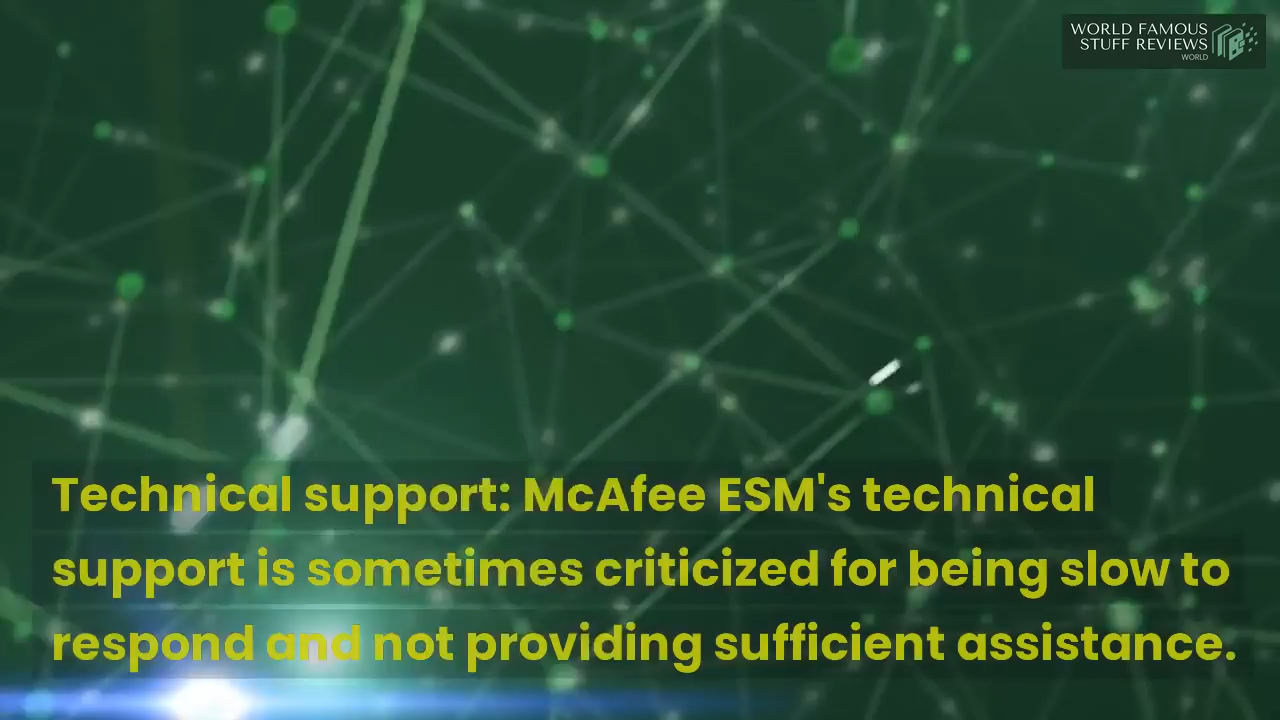 WORLD FAMOUS
STUFF REVIEWS
WORLD
Technical support: McAfee ESM's technical
support is sometimes criticized for being slow to
respond and not providing sufficient assistance.